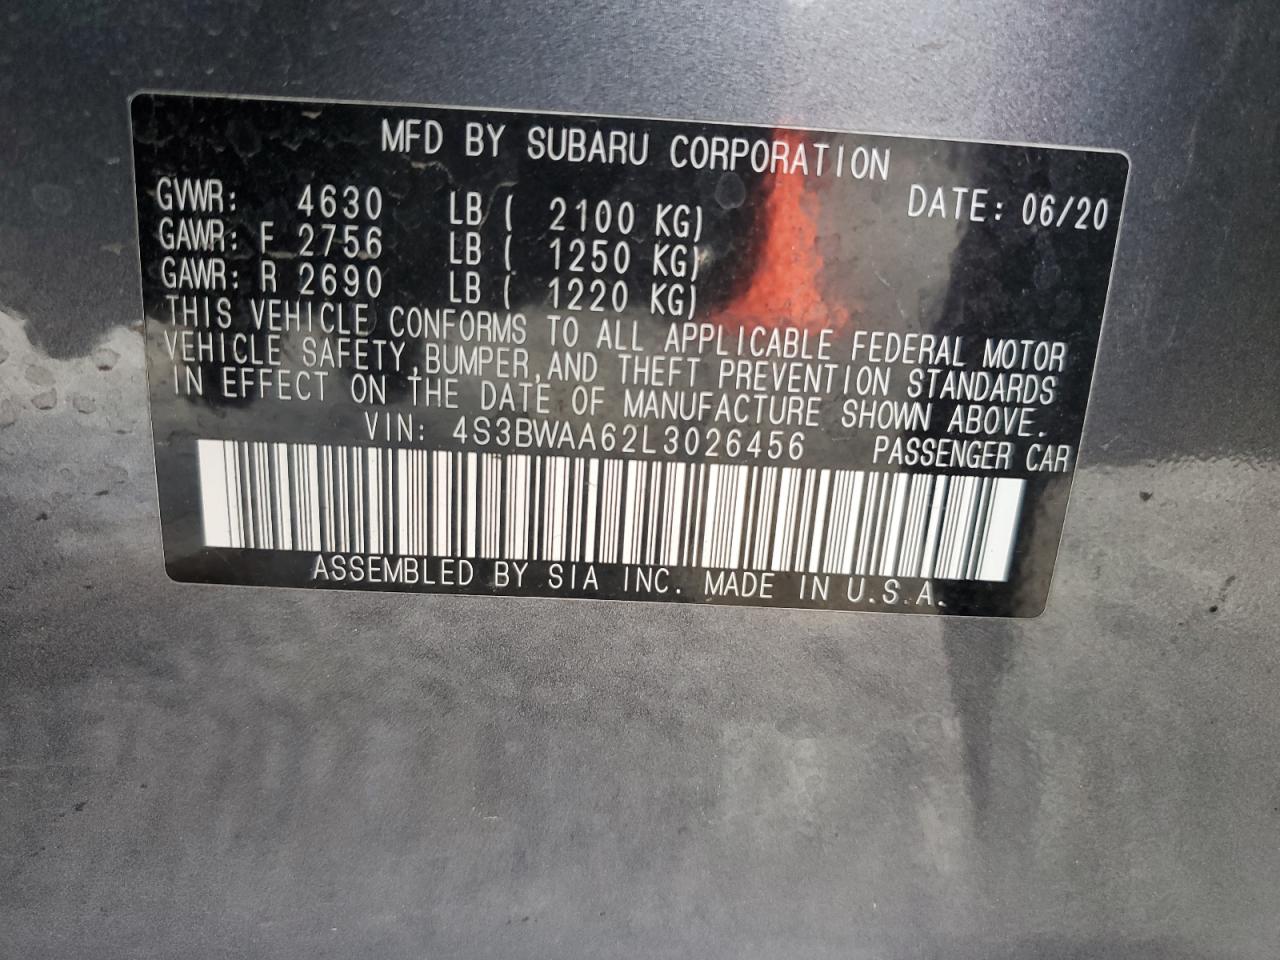 MFD BY SUBARU CORPORATION
DATE: 06/20
GVWR: 4630 LB ( 2100 KG)
GAWR: F 2756 LB ( 1250 KG)
GAWR: R 2690 LB ( 1220 KG)
THIS VEHICLE CONFORMS TO ALL APPLICABLE FEDERAL MOTOR
VEHICLE SAFETY,BUMPER,AND THEFT PREVENTION STANDARDS
IN EFFECT ON THE DATE OF MANUFACTURE SHOWN ABOVE.
VIN: 4S3BWAA62L3026456 PASSENGER CAR
ASSEMBLED BY SIA INC. MADE IN U.S.A.